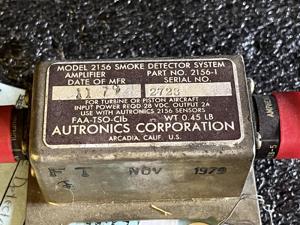 MODEL 2156 SMOKE DETECTOR SYSTEM
AMPLIFIER PART NO. 2156-1
DATE OF MFR SERIAL NO.
11 77 2723
FOR TURBINE OR PISTON AIRCRAFT
INPUT POWER REQD 28 VDC, OUTPUT 2A
USE WITH AUTRONICS 2156 SENSORS
FAA-TSO-C1b WT 0.45 LB
AUTRONICS CORPORATION
ARCADIA, CALIF. U.S.
NOV 1979